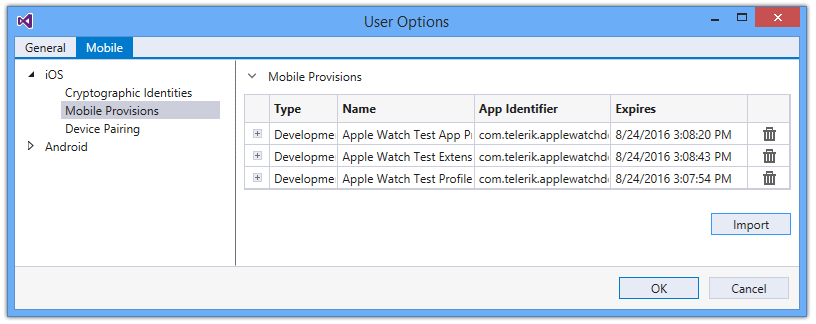 User Options
General Mobile
iOS
Cryptographic Identities
Mobile Provisions
Device Pairing
Android
Mobile Provisions
Type Name App Identifier Expires
Developme Apple Watch Test App P com.telerik.applewatchd 8/24/2016 3:08:20 PM
Developme Apple Watch Test Extens com.telerik.applewatchd 8/24/2016 3:08:43 PM
Developme Apple Watch Test Profile com.telerik.applewatchd 8/24/2016 3:07:54 PM
Import
OK Cancel